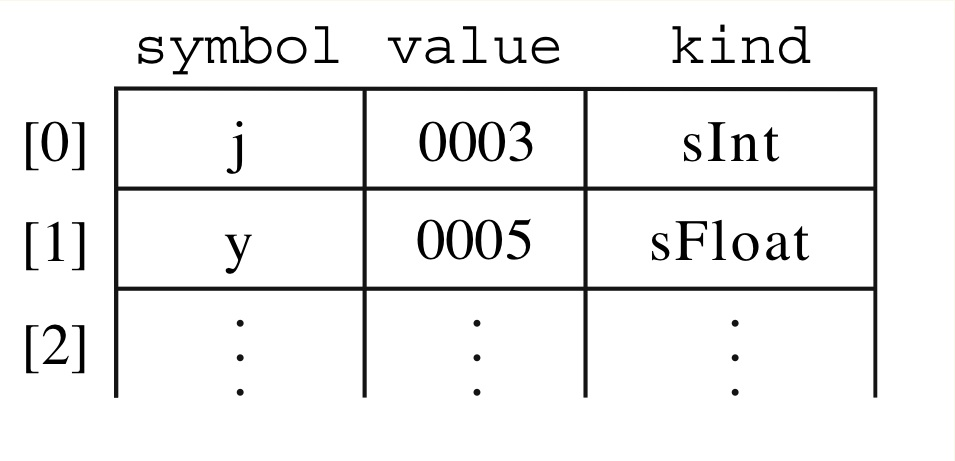 symbol value kind
[0] j 0003 sInt
[1] y 0005 sFloat
[2] . . .
. . .
. . .